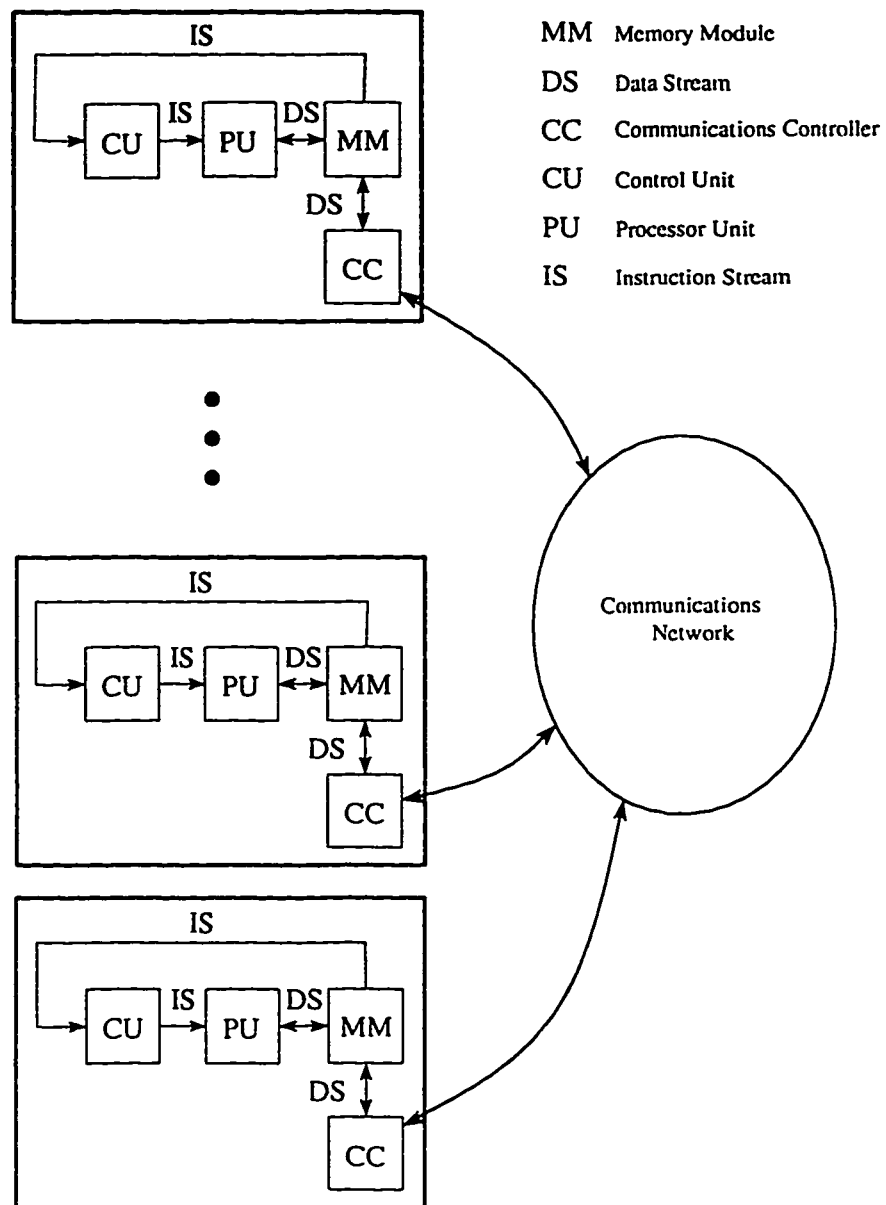 IS
IS
DS
CU
PU
MM
DS
CC
MM Memory Module
DS Data Stream
CC Communications Controller
CU Control Unit
PU Processor Unit
IS Instruction Stream
IS
IS
DS
CU
PU
MM
DS
CC
Communications
Network
IS
IS
DS
CU
PU
MM
DS
CC